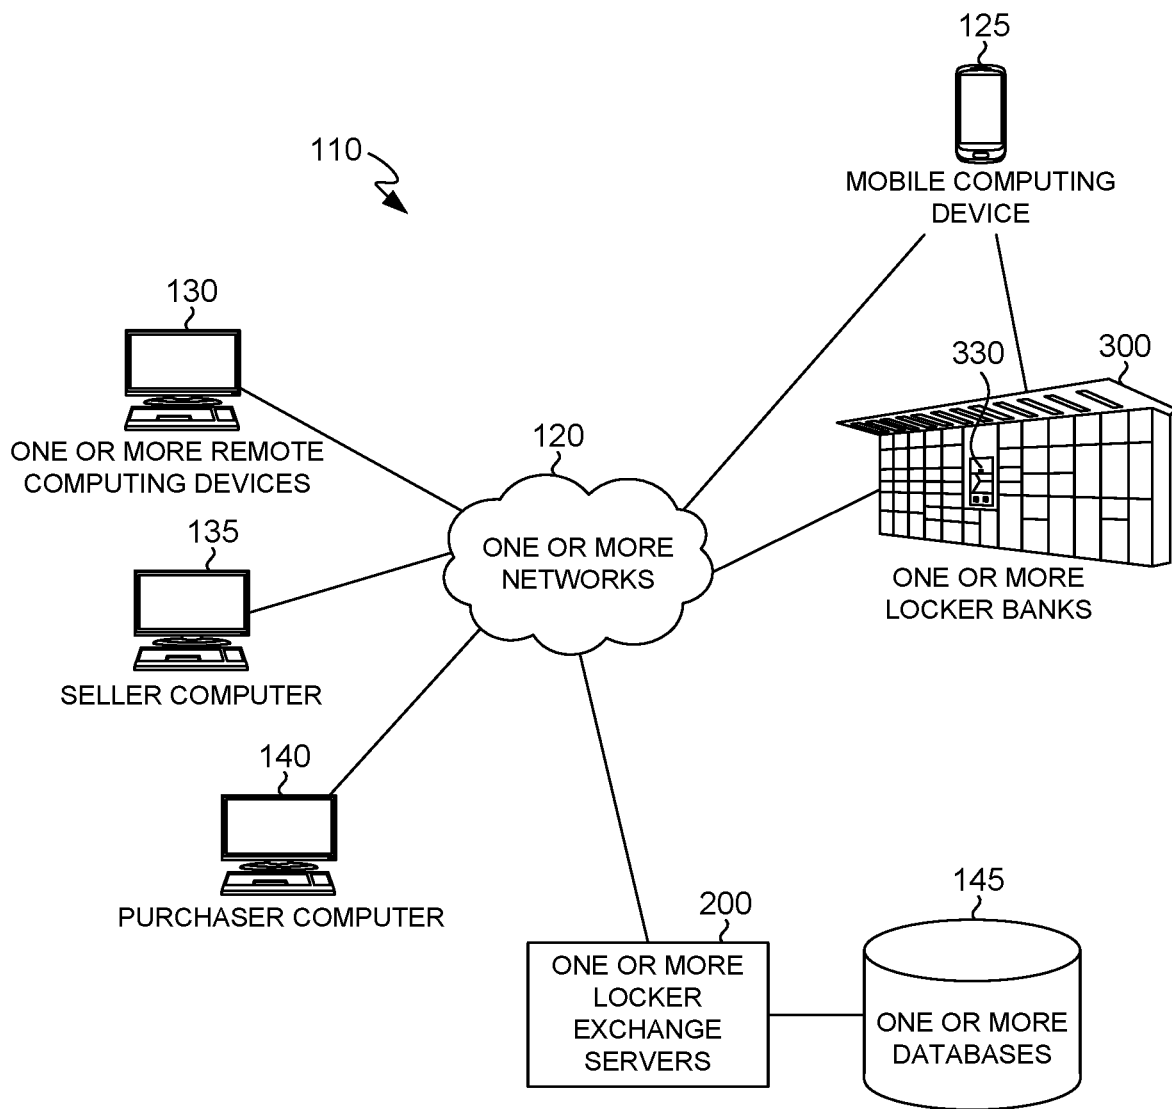 125
110
MOBILE COMPUTING
DEVICE
130
330
300
ONE OR MORE REMOTE
COMPUTING DEVICES
120
135
ONE OR MORE
NETWORKS
ONE OR MORE
LOCKER BANKS
SELLER COMPUTER
140
PURCHASER COMPUTER
200
145
ONE OR MORE
LOCKER
EXCHANGE
SERVERS
ONE OR MORE
DATABASES